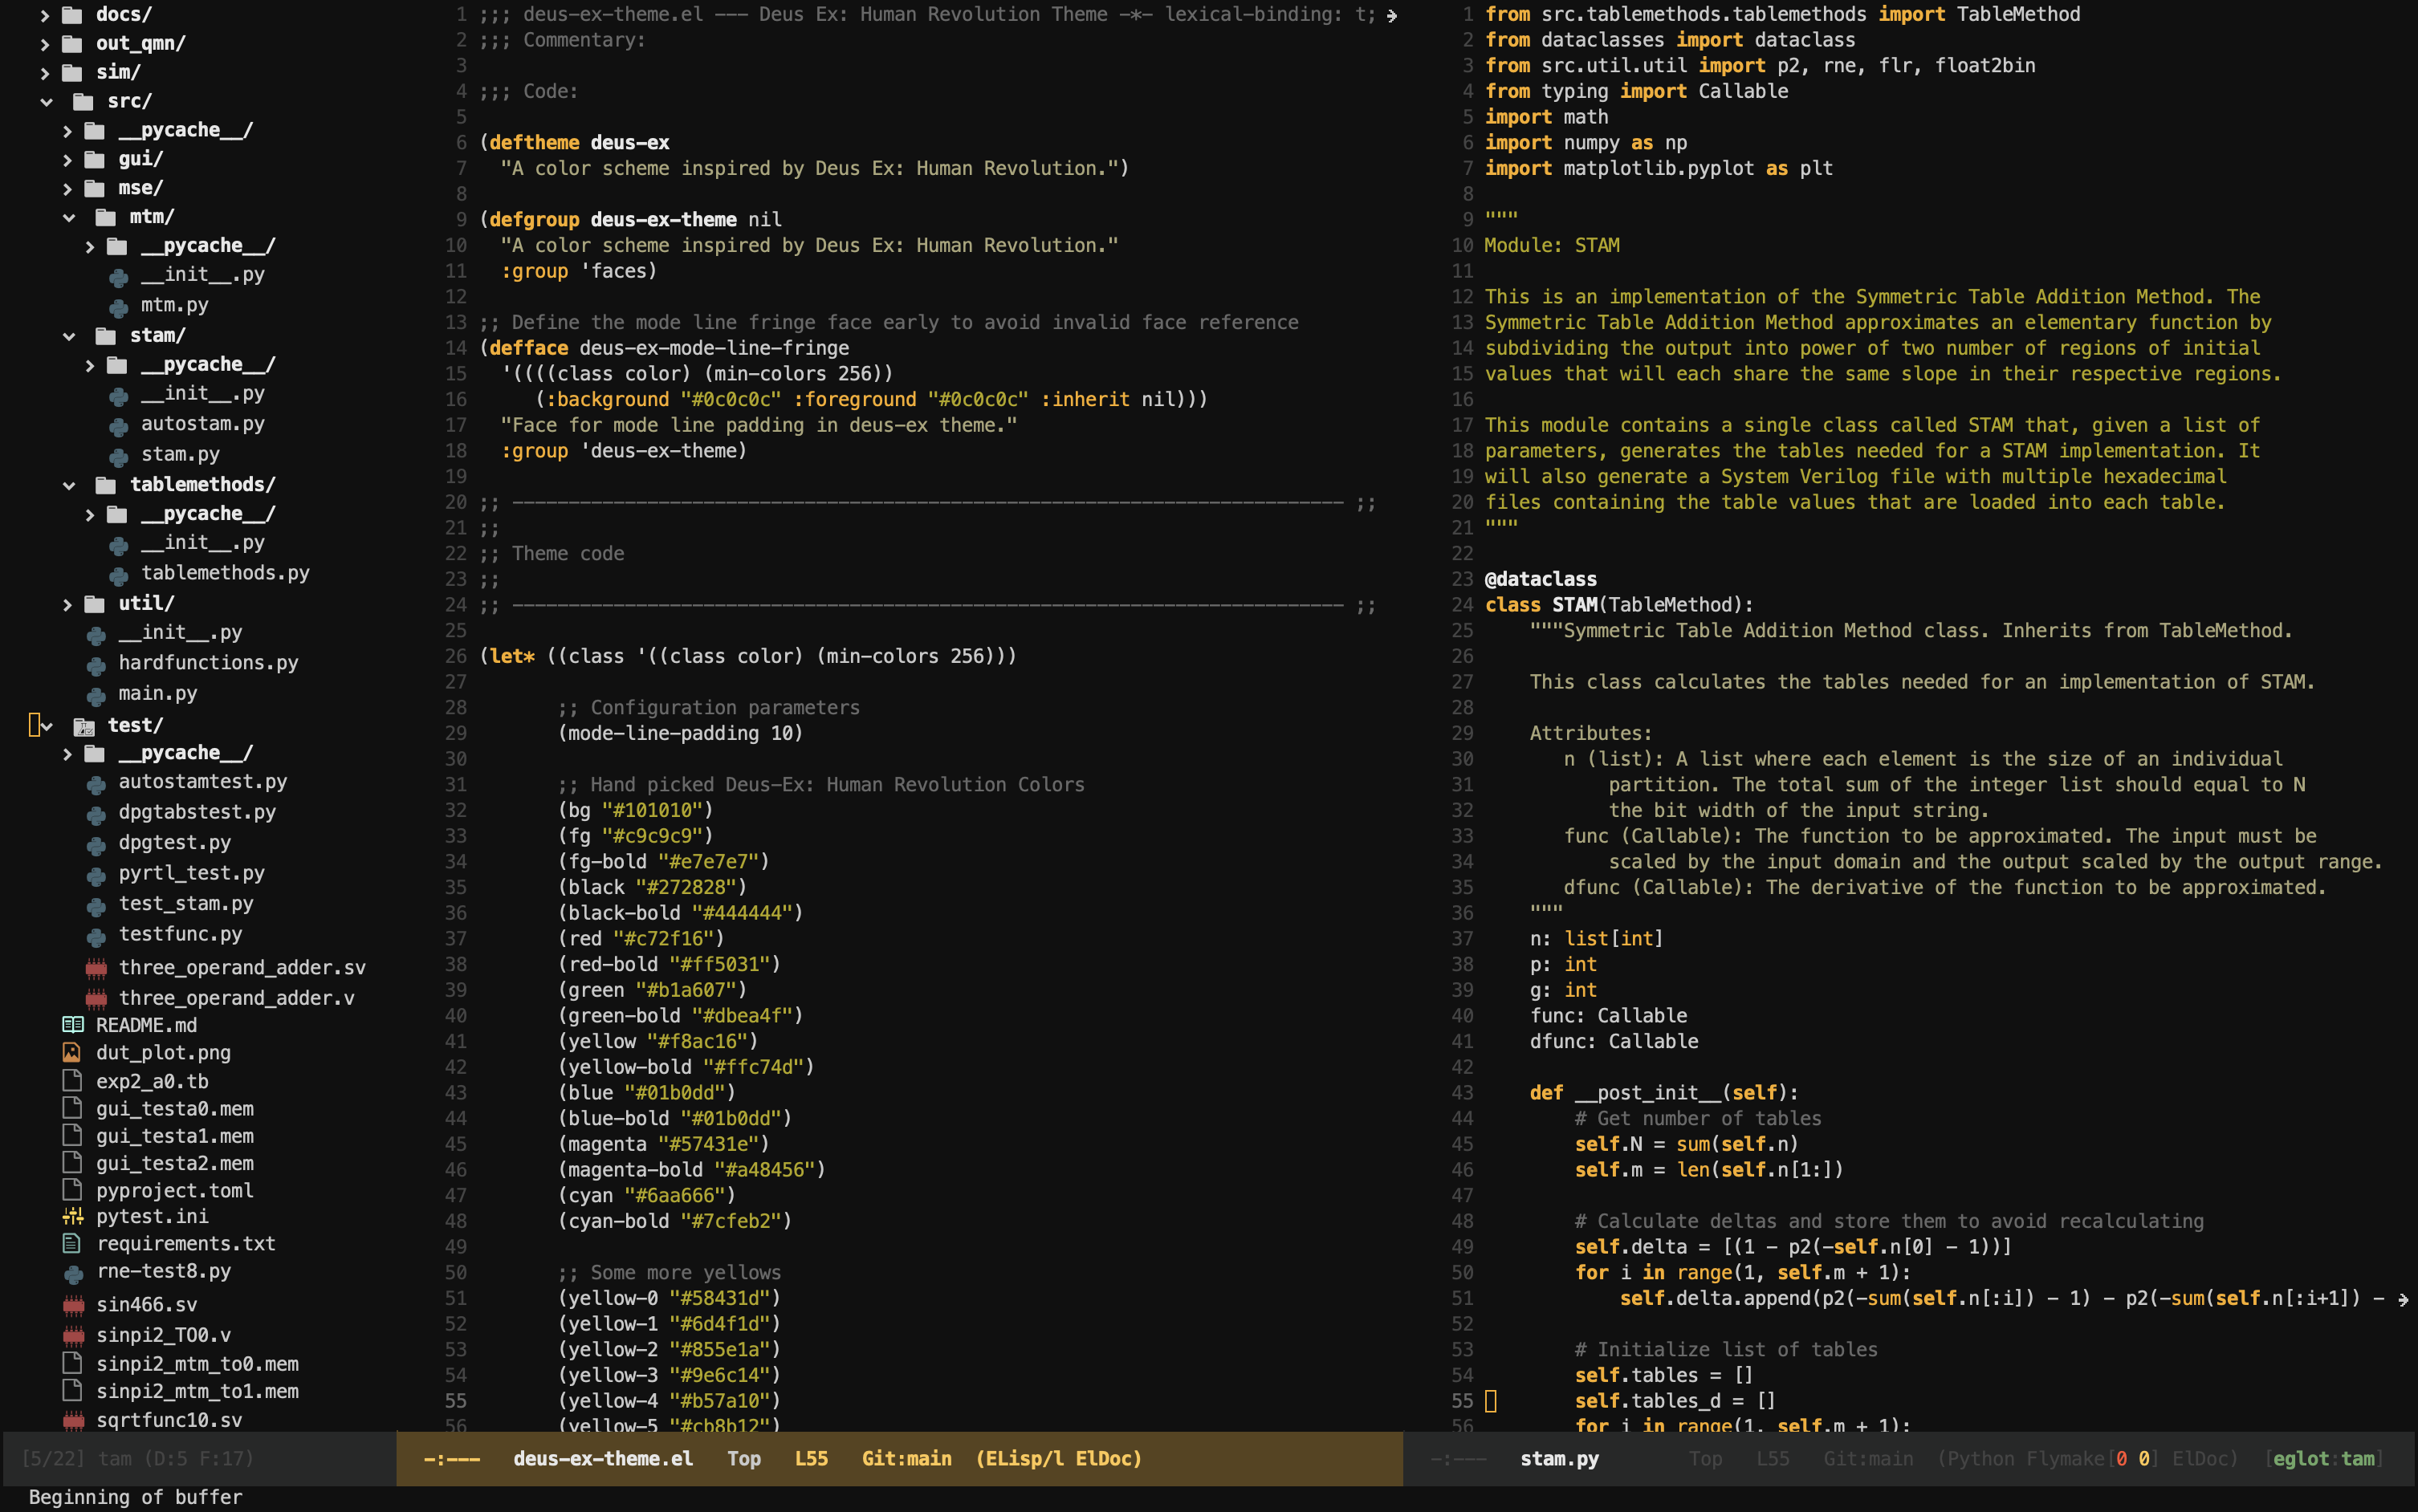 docs/
out_qmn/
sim/
src/
__pycache__/
gui/
mse/
mtm/
__pycache__/
__init__.py
mtm.py
stam/
__pycache__/
__init__.py
autostam.py
stam.py
tablemethods/
__pycache__/
__init__.py
tablemethods.py
util/
__init__.py
hardfunctions.py
main.py
test/
__pycache__/
autostamtest.py
dpgtabstest.py
dpgtest.py
pyrtl_test.py
test_stam.py
testfunc.py
three_operand_adder.sv
three_operand_adder.v
README.md
dut_plot.png
exp2_a0.tb
gui_testa0.mem
gui_testa1.mem
gui_testa2.mem
pyproject.toml
pytest.ini
requirements.txt
rne-test8.py
sin466.sv
sinpi2_TO0.v
sinpi2_mtm_to0.mem
sinpi2_mtm_to1.mem
sqrtfunc10.sv
[5/22] tam (D:5 F:17)
1 ;;; deus-ex-theme.el --- Deus Ex: Human Revolution Theme -*- lexical-binding: t;
2 ;;; Commentary:
3
4 ;;; Code:
5
6 (deftheme deus-ex
7   "A color scheme inspired by Deus Ex: Human Revolution.")
8
9 (defgroup deus-ex-theme nil
10   "A color scheme inspired by Deus Ex: Human Revolution."
11   :group 'faces)
12
13 ;; Define the mode line fringe face early to avoid invalid face reference
14 (defface deus-ex-mode-line-fringe
15   '((((class color) (min-colors 256))
16      (:background "#0c0c0c" :foreground "#0c0c0c" :inherit nil)))
17   "Face for mode line padding in deus-ex theme."
18   :group 'deus-ex-theme)
19
20 ;; -------------------------------------------------------------------------- ;;
21 ;;
22 ;; Theme code
23 ;;
24 ;; -------------------------------------------------------------------------- ;;
25
26 (let* ((class '((class color) (min-colors 256)))
27
28        ;; Configuration parameters
29        (mode-line-padding 10)
30
31        ;; Hand picked Deus-Ex: Human Revolution Colors
32        (bg "#101010")
33        (fg "#c9c9c9")
34        (fg-bold "#e7e7e7")
35        (black "#272828")
36        (black-bold "#444444")
37        (red "#c72f16")
38        (red-bold "#ff5031")
39        (green "#b1a607")
40        (green-bold "#dbea4f")
41        (yellow "#f8ac16")
42        (yellow-bold "#ffc74d")
43        (blue "#01b0dd")
44        (blue-bold "#01b0dd")
45        (magenta "#57431e")
46        (magenta-bold "#a48456")
47        (cyan "#6aa666")
48        (cyan-bold "#7cfeb2")
49
50        ;; Some more yellows
51        (yellow-0 "#58431d")
52        (yellow-1 "#6d4f1d")
53        (yellow-2 "#855e1a")
54        (yellow-3 "#9e6c14")
55        (yellow-4 "#b57a10")
56        (yellow-5 "#cb8b12")
-:--- deus-ex-theme.el Top L55 Git:main (ELisp/l ElDoc)
1 from src.tablemethods.tablemethods import TableMethod
2 from dataclasses import dataclass
3 from src.util.util import p2, rne, flr, float2bin
4 from typing import Callable
5 import math
6 import numpy as np
7 import matplotlib.pyplot as plt
8
9 """
10 Module: STAM
11
12 This is an implementation of the Symmetric Table Addition Method. The
13 Symmetric Table Addition Method approximates an elementary function by
14 subdividing the output into power of two number of regions of initial
15 values that will each share the same slope in their respective regions.
16
17 This module contains a single class called STAM that, given a list of
18 parameters, generates the tables needed for a STAM implementation. It
19 will also generate a System Verilog file with multiple hexadecimal
20 files containing the table values that are loaded into each table.
21 """
22
23 @dataclass
24 class STAM(TableMethod):
25     """Symmetric Table Addition Method class. Inherits from TableMethod.
26
27     This class calculates the tables needed for an implementation of STAM.
28
29     Attributes:
30        n (list): A list where each element is the size of an individual
31            partition. The total sum of the integer list should equal to N
32            the bit width of the input string.
33        func (Callable): The function to be approximated. The input must be
34            scaled by the input domain and the output scaled by the output range.
35        dfunc (Callable): The derivative of the function to be approximated.
36     """
37     n: list[int]
38     p: int
39     g: int
40     func: Callable
41     dfunc: Callable
42
43     def __post_init__(self):
44         # Get number of tables
45         self.N = sum(self.n)
46         self.m = len(self.n[1:])
47
48         # Calculate deltas and store them to avoid recalculating
49         self.delta = [(1 - p2(-self.n[0] - 1))]
50         for i in range(1, self.m + 1):
51             self.delta.append(p2(-sum(self.n[:i]) - 1) - p2(-sum(self.n[:i+1]) -
52
53         # Initialize list of tables
54         self.tables = []
55         self.tables_d = []
56         for i in range(1, self.m + 1):
-:--- stam.py Top L55 Git:main (Python Flymake[0 0] ElDoc) [eglot:tam]
Beginning of buffer